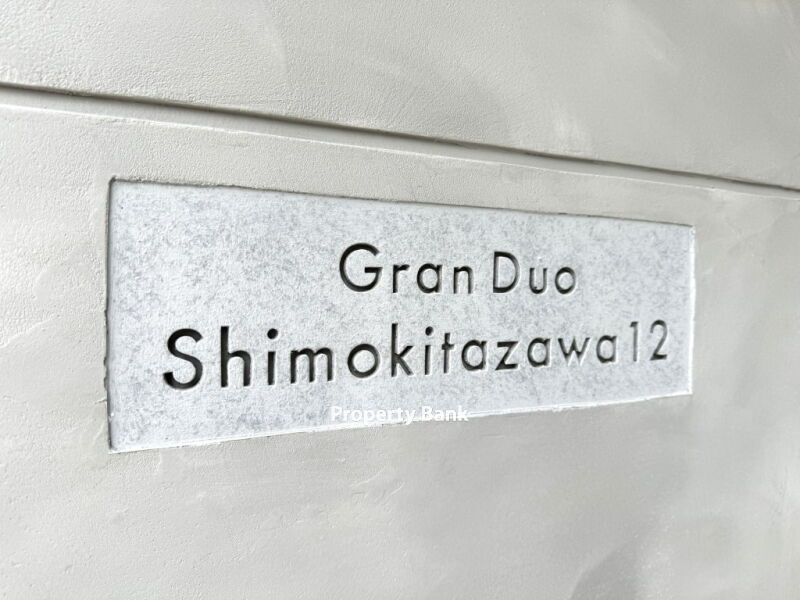 Gran Duo
Shimokitazawa12
Property Bank